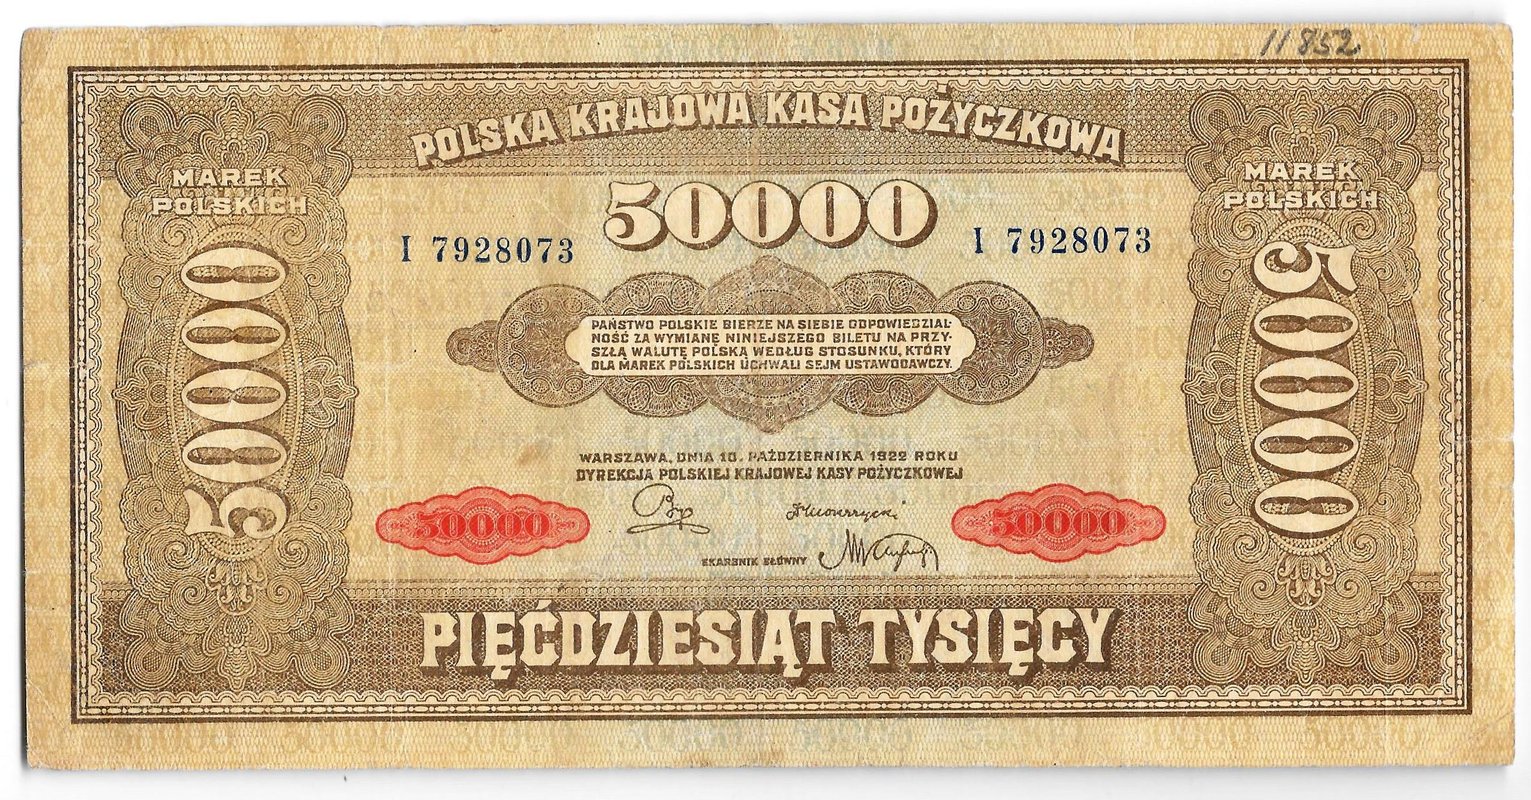 11852
POLSKA KRAJOWA KASA POŻYCZKOWA
MAREK
POLSKICH
50000
MAREK
POLSKICH
I 7928073
I 7928073
50000
50000
PAŃSTWO POLSKIE BIERZE NA SIEBIE ODPOWIEDZIAL-
NOŚĆ ZA WYMIANĘ NINIEJSZEGO BILETU NA PRZY-
SZŁĄ WALUTĘ POLSKĄ WEDŁUG STOSUNKU, KTÓRY
DLA MAREK POLSKICH UCHWALI SEJM USTAWODAWCZY.
WARSZAWA, DNIA 10. PAŹDZIERNIKA 1922 ROKU
DYREKCJA POLSKIEJ KRAJOWEJ KASY POŻYCZKOWEJ
50000
50000
SKARBNIK GŁÓWNY
PIĘĆDZIESIĄT TYSIĘCY